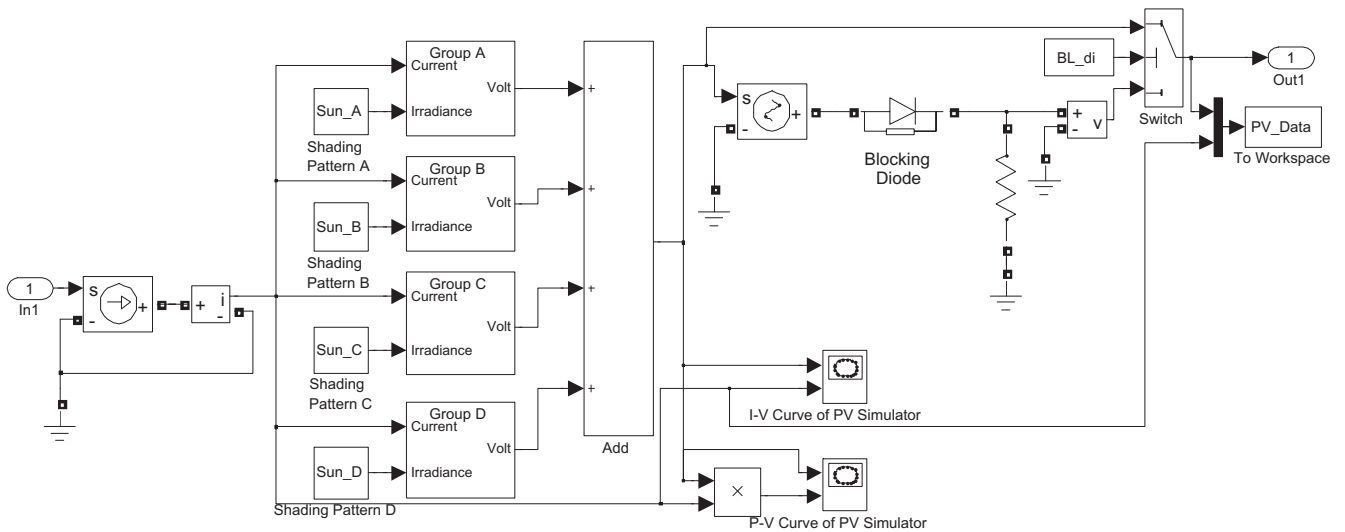 1
In1
s
+
-
+
i
-
Group A
Current
Volt
Irradiance
Sun_A
Shading
Pattern A
Group B
Current
Volt
Irradiance
Sun_B
Shading
Pattern B
Group C
Current
Volt
Irradiance
Sun_C
Shading
Pattern C
Group D
Current
Volt
Irradiance
Sun_D
Shading Pattern D
+
+
+
+
Add
s
+
-
Blocking
Diode
+
-
v
BL_di
Switch
1
Out1
PV_Data
To Workspace
I-V Curve of PV Simulator
×
P-V Curve of PV Simulator